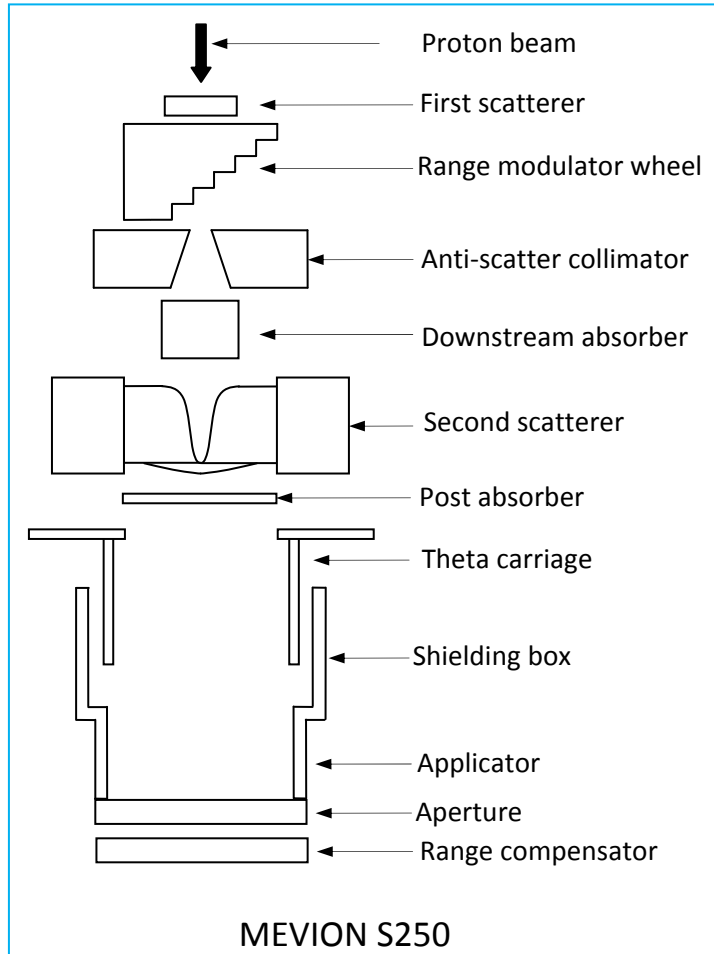 Proton beam
First scatterer
Range modulator wheel
Anti-scatter collimator
Downstream absorber
Second scatterer
Post absorber
Theta carriage
Shielding box
Applicator
Aperture
Range compensator
MEVION S250